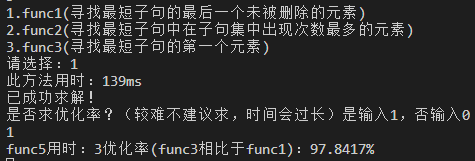 1.func1(寻找最短子句的最后一个未被删除的元素)
2.func2(寻找最短子句中在子句集中出现次数最多的元素)
3.func3(寻找最短子句的第一个元素)
请选择：1
此方法用时：139ms
已成功求解！
是否求优化率？（较难不建议求，时间会过长）是输入1，否输入0
1
func5用时：3优化率(func3相比于func1)：97.8417%